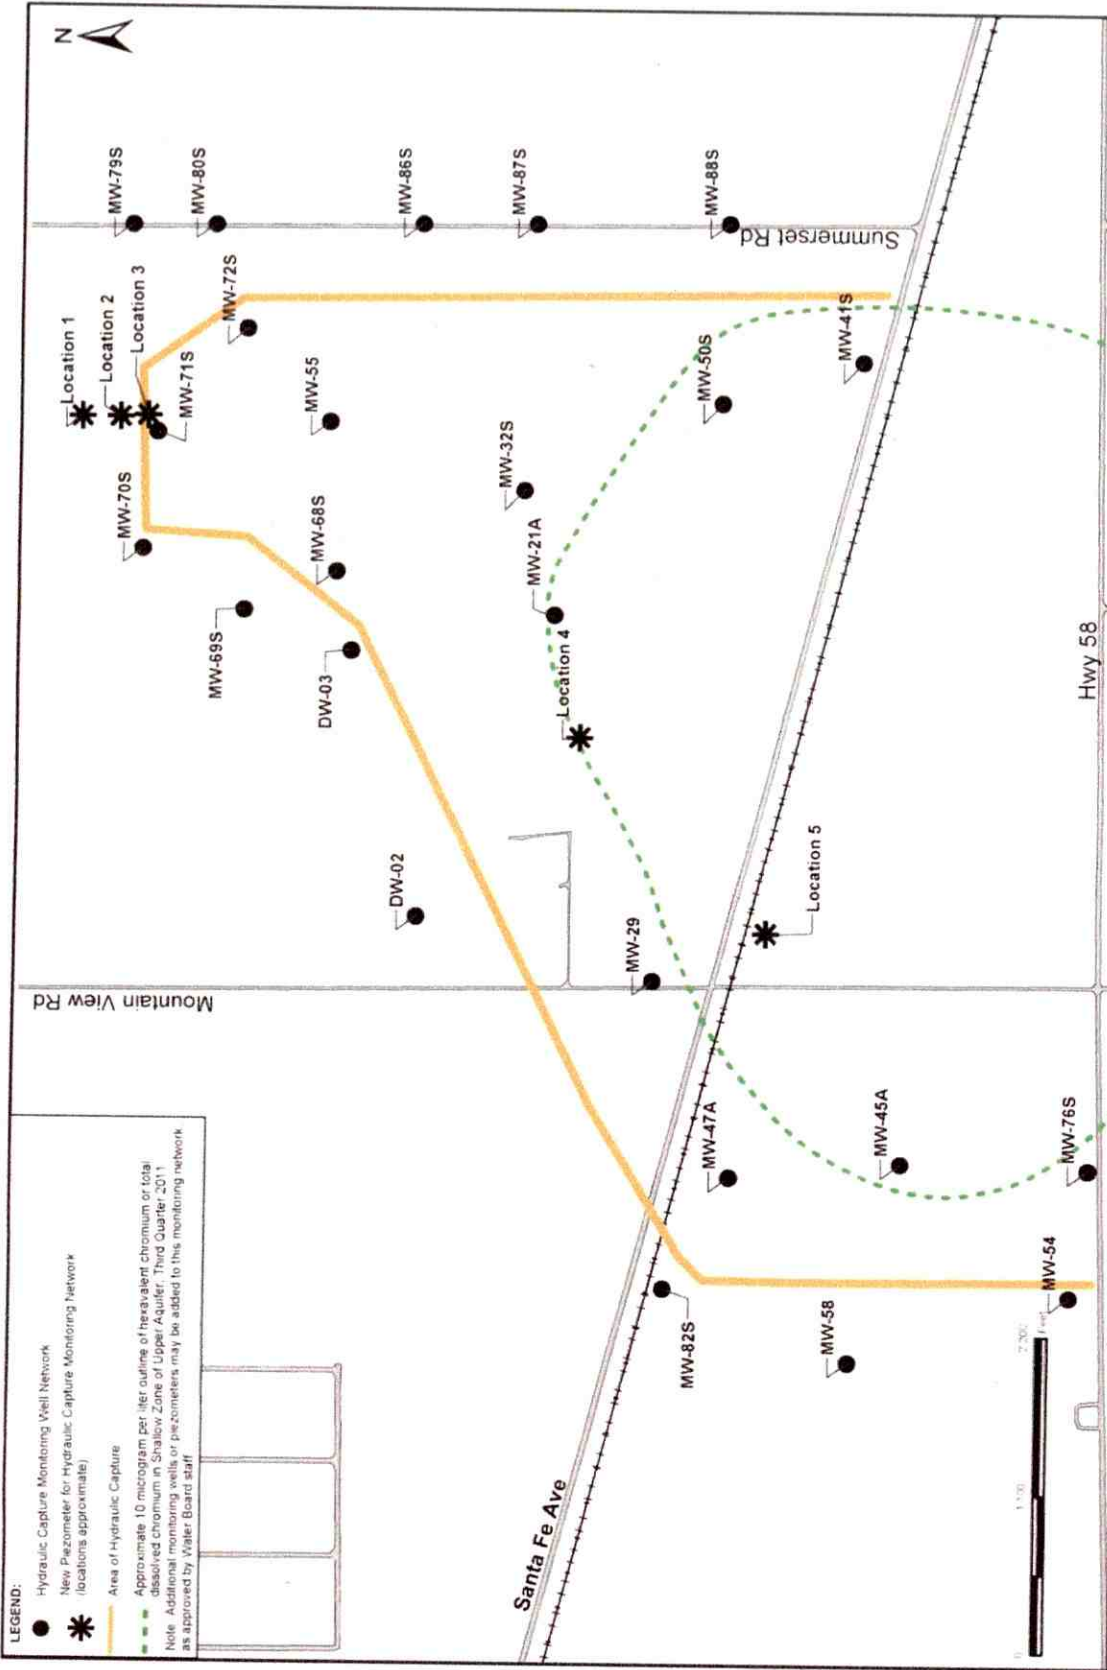 LEGEND:
Hydraulic Capture Monitoring Well Network
New Piezometer for Hydraulic Capture Monitoring Network
(locations approximate)
Area of Hydraulic Capture
Approximate 10 microgram per liter outline of hexavalent chromium or total
dissolved chromium in Shallow Zone of Upper Aquifer, Third Quarter 2011
Note: Additional monitoring wells or piezometers may be added to this monitoring network
as approved by Water Board staff
N
Mountain View Rd
Location 1
Location 2
Location 3
MW-79S
MW-70S
MW-71S
MW-80S
MW-72S
MW-69S
MW-68S
MW-55
DW-03
DW-02
MW-86S
MW-32S
MW-87S
MW-21A
Location 4
MW-29
MW-50S
MW-88S
Summerset Rd
MW-47A
MW-82S
Location 5
MW-41S
MW-45A
MW-58
Santa Fe Ave
MW-76S
MW-54
Hwy 58
0
1,100
2,200
Feet